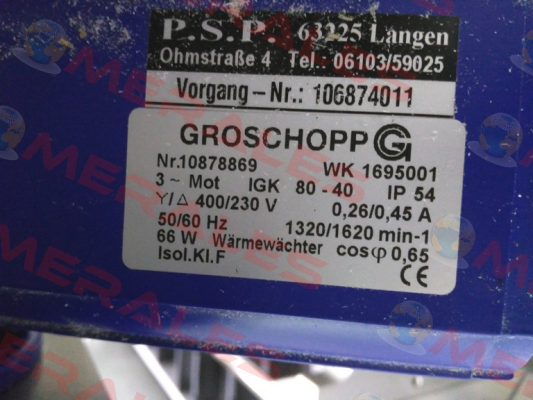 P.S.P. 63225 Langen
Ohmstraße 4 Tel.: 06103/59025
Vorgang – Nr.: 106874011
GROSCHOPP G
Nr.10878869 WK 1695001
3 ~ Mot IGK 80 - 40 IP 54
Y/Δ 400/230 V 0,26/0,45 A
50/60 Hz 1320/1620 min-1
66 W Wärmewächter cosφ 0,65
Isol.Kl.F CE
MERALES